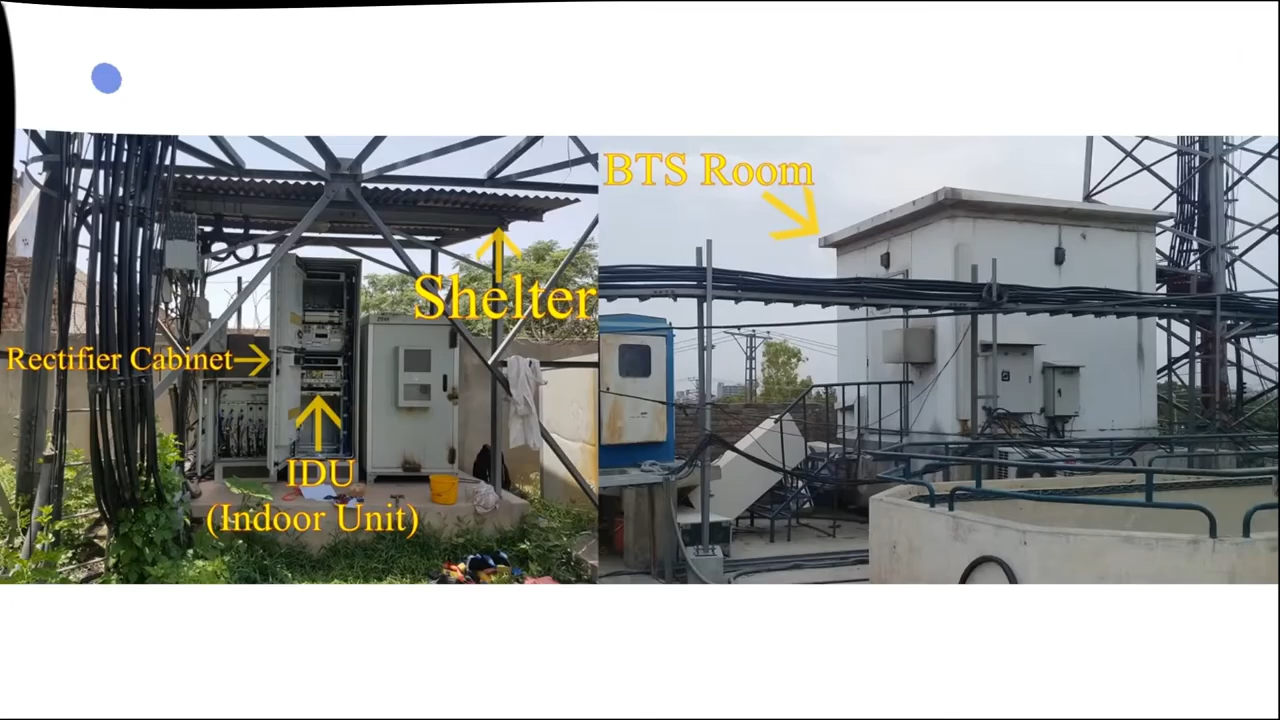 BTS Room
Shelter
Rectifier Cabinet
IDU
(Indoor Unit)